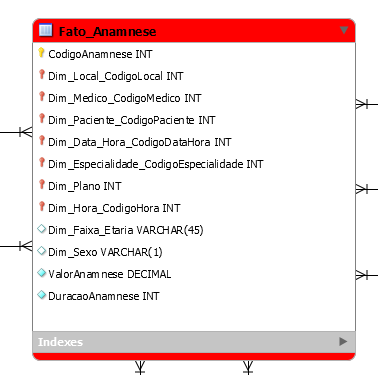 Fato_Anamnese
CodigoAnamnese INT
Dim_Local_CodigoLocal INT
Dim_Medico_CodigoMedico INT
Dim_Paciente_CodigoPaciente INT
Dim_Data_Hora_CodigoDataHora INT
Dim_Especialidade_CodigoEspecialidade INT
Dim_Plano INT
Dim_Hora_CodigoHora INT
Dim_Faixa_Etaria VARCHAR(45)
Dim_Sexo VARCHAR(1)
ValorAnamnese DECIMAL
DuracaoAnamnese INT
Indexes